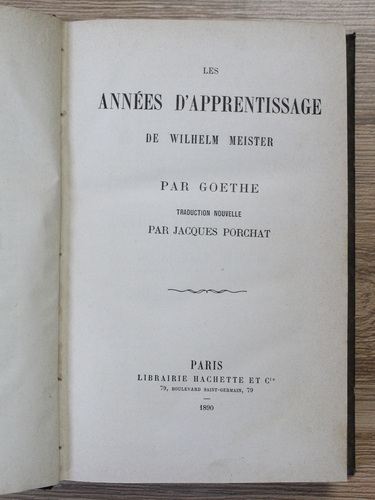 LES
ANNÉES D'APPRENTISSAGE
DE WILHELM MEISTER
PAR GOETHE
TRADUCTION NOUVELLE
PAR JACQUES PORCHAT
PARIS
LIBRAIRIE HACHETTE ET Cie
79, BOULEVARD SAINT-GERMAIN, 79
1890